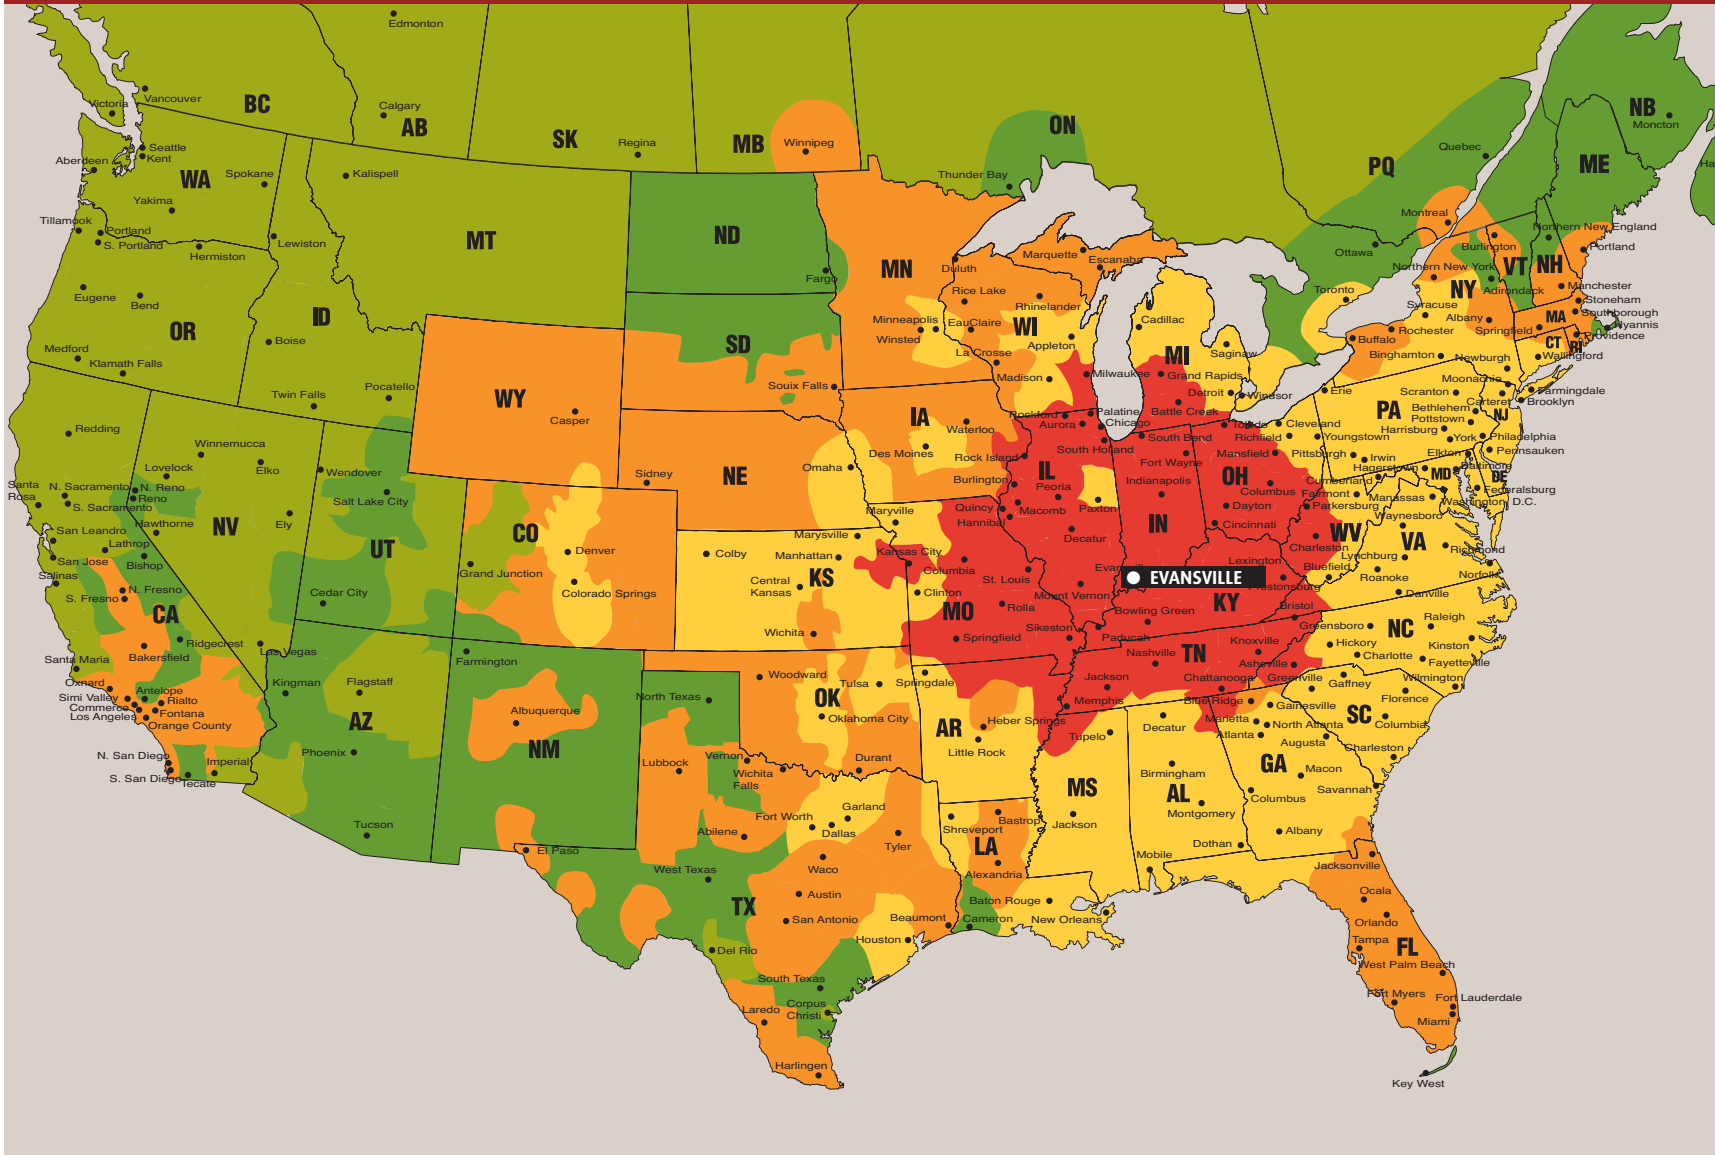 Edmonton
Victoria
Vancouver
BC
Calgary
AB
SK
Regina
MB
Winnipeg
ON
Thunder Bay
PQ
Quebec
Montreal
Ottawa
Toronto
NB
Moncton
ME
Ha
Aberdeen
Seattle
Kent
WA
Spokane
Yakima
Kalispell
Tillamook
Portland
S. Portland
Hermiston
Lewiston
MT
Eugene
Bend
OR
ID
Boise
Medford
Klamath Falls
Twin Falls
Pocatello
ND
Fargo
SD
Souix Falls
WY
Casper
MN
Duluth
Minneapolis
Winsted
Marquette
Escanaba
Rice Lake
Rhinelander
EauClaire
WI
Appleton
La Crosse
Madison
Milwaukee
Cadillac
MI
Saginaw
Grand Rapids
Detroit
Windsor
Battle Creek
Northern New England
Burlington
Portland
Northern New York
VT
NH
Adirondack
Manchester
NY
Stoneham
Syracuse
Albany
MA
Southborough
Hyannis
Springfield
Providence
Rochester
Buffalo
CT
RI
Wallingford
Binghamton
Newburgh
Moonachie
Farmingdale
Brooklyn
Erie
Scranton
Carteret
PA
Bethlehem
Pottstown
NJ
Harrisburg
York
Philadelphia
Pennsauken
Elkton
Pittsburgh
Irwin
Hagerstown
MD
Baltimore
DE
Cumberland
Federalsburg
Fairmont
Manassas
Washington D.C.
Redding
Winnemucca
Lovelock
Elko
Wendover
Santa
Rosa
N. Sacramento
S. Sacramento
N. Reno
Reno
Salt Lake City
San Leandro
Hawthorne
NV
Ely
Lathrop
San Jose
Bishop
Salinas
UT
N. Fresno
S. Fresno
CA
Cedar City
Ridgecrest
Bakersfield
Las Vegas
Santa Maria
Oxnard
Simi Valley
Commerce
Los Angeles
Antelope
Rialto
Fontana
Orange County
N. San Diego
S. San Diego
Tecate
Imperial
Kingman
Flagstaff
AZ
Phoenix
Tucson
CO
Denver
Grand Junction
Colorado Springs
Farmington
Albuquerque
NM
El Paso
NE
Sidney
Omaha
IA
Waterloo
Des Moines
Rock Island
Burlington
Rockford
Palatine
Aurora
Chicago
South Holland
IL
Peoria
Paxton
Quincy
Macomb
Hannibal
Decatur
Mount Vernon
South Bend
Fort Wayne
Indianapolis
IN
Evansville
EVANSVILLE
Toledo
Cleveland
Richfield
Youngstown
Mansfield
OH
Columbus
Dayton
Cincinnati
Parkersburg
WV
Charleston
Bluefield
Waynesboro
VA
Richmond
Lynchburg
Roanoke
Norfolk
Danville
Lexington
Prestonsburg
KY
Bowling Green
Paducah
Bristol
KS
Colby
Marysville
Manhattan
Central
Kansas
Wichita
Maryville
Kansas City
Columbia
Clinton
St. Louis
MO
Rolla
Springfield
Sikeston
Greensboro
Raleigh
NC
Kinston
Hickory
Charlotte
Fayetteville
Wilmington
Nashville
TN
Knoxville
Asheville
Jackson
Chattanooga
Memphis
Greenville
Gaffney
Florence
SC
Columbia
Charleston
Blue Ridge
Gainesville
Marietta
North Atlanta
Atlanta
Augusta
GA
Macon
Columbus
Savannah
Albany
Woodward
Tulsa
OK
Oklahoma City
Durant
Springdale
AR
Heber Springs
Little Rock
Tupelo
MS
Jackson
Decatur
Birmingham
AL
Montgomery
Dothan
Mobile
North Texas
Lubbock
Vernon
Wichita
Falls
Abilene
Fort Worth
Dallas
Garland
Tyler
Waco
West Texas
TX
Austin
San Antonio
Del Rio
Houston
Beaumont
South Texas
Corpus
Christi
Laredo
Harlingen
Shreveport
Bastrop
LA
Alexandria
Baton Rouge
Cameron
New Orleans
Jacksonville
Ocala
Orlando
Tampa
FL
West Palm Beach
Fort Myers
Fort Lauderdale
Miami
Key West